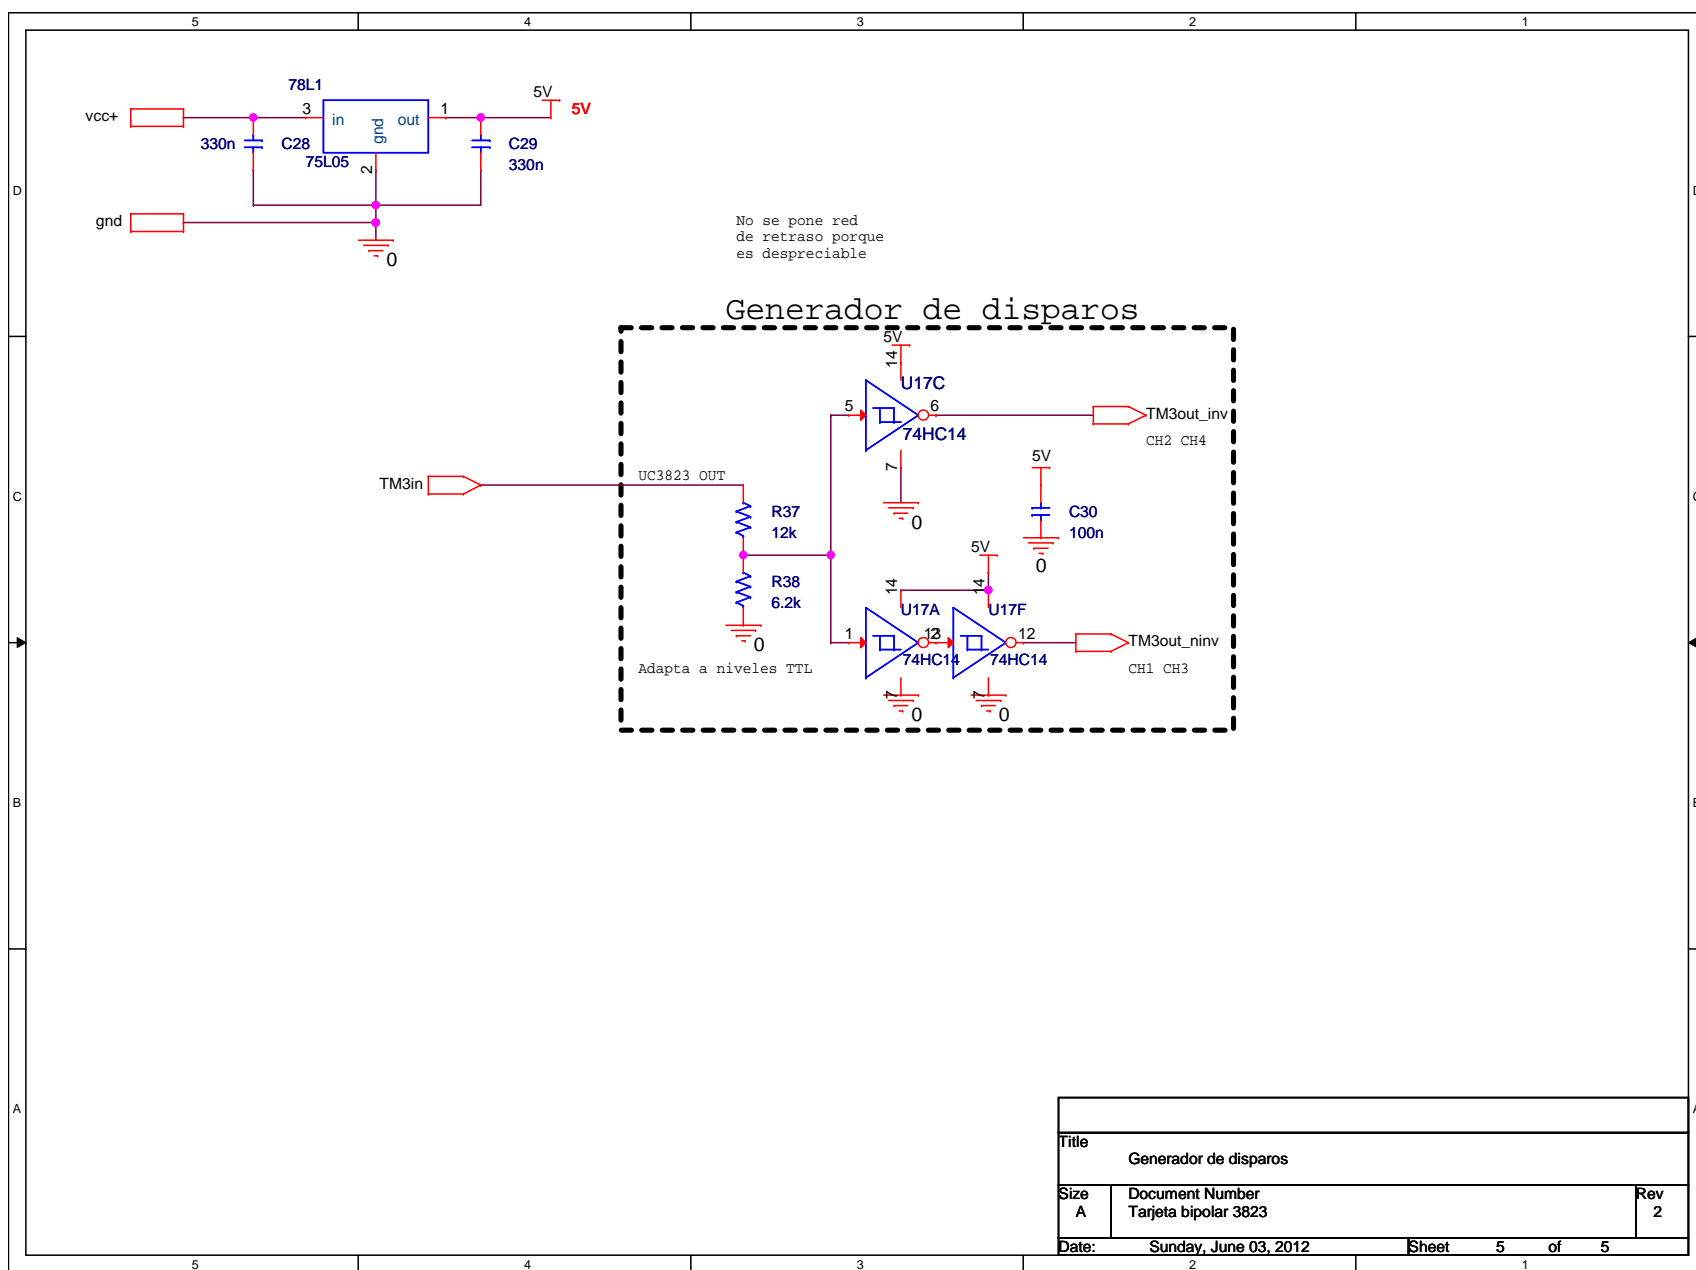 5 4 3 2 1
78L1
vcc+
3
in
gnd
out
1
5V
5V
330n
C28
75L05
2
C29
330n
gnd
0
D
D
No se pone red
de retraso porque
es despreciable
Generador de disparos
5V
14
U17C
5
6
74HC14
7
0
TM3out_inv
CH2 CH4
TM3in
UC3823 OUT
R37
12k
R38
6.2k
0
Adapta a niveles TTL
5V
C30
100n
0
C
5V
14
14
U17A
U17F
1
2
13
12
74HC14
74HC14
7
7
0
0
TM3out_ninv
CH1 CH3
B
A
Title
Generador de disparos
Size
Document Number
Rev
A
Tarjeta bipolar 3823
2
Date:
Sunday, June 03, 2012
Sheet 5 of 5
5 4 3 2 1